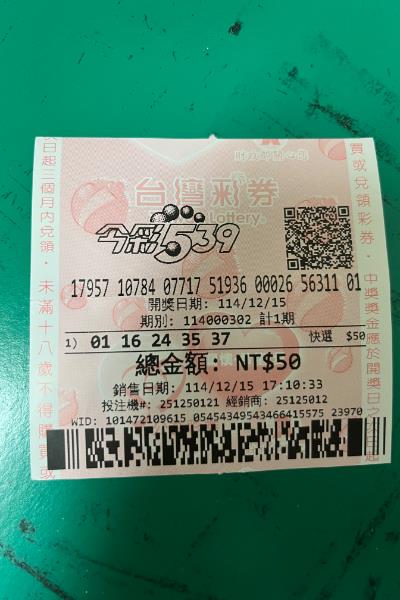 台灣彩券
Lottery
今彩539
17957 10784 07717 51936 00026 56311 01
開獎日期: 114/12/15
期別: 114000302 計1期
1) 01 16 24 35 37 快選 $50
總金額: NT$50
銷售日期: 114/12/15 17:10:33
投注機#: 251250121 經銷商: 25125012
WID: 101472109615 05454349543466415575 23970
日起三個月內兌領。未滿十八歲不得購買或
買或兌領彩券。中獎獎金應於開獎日之